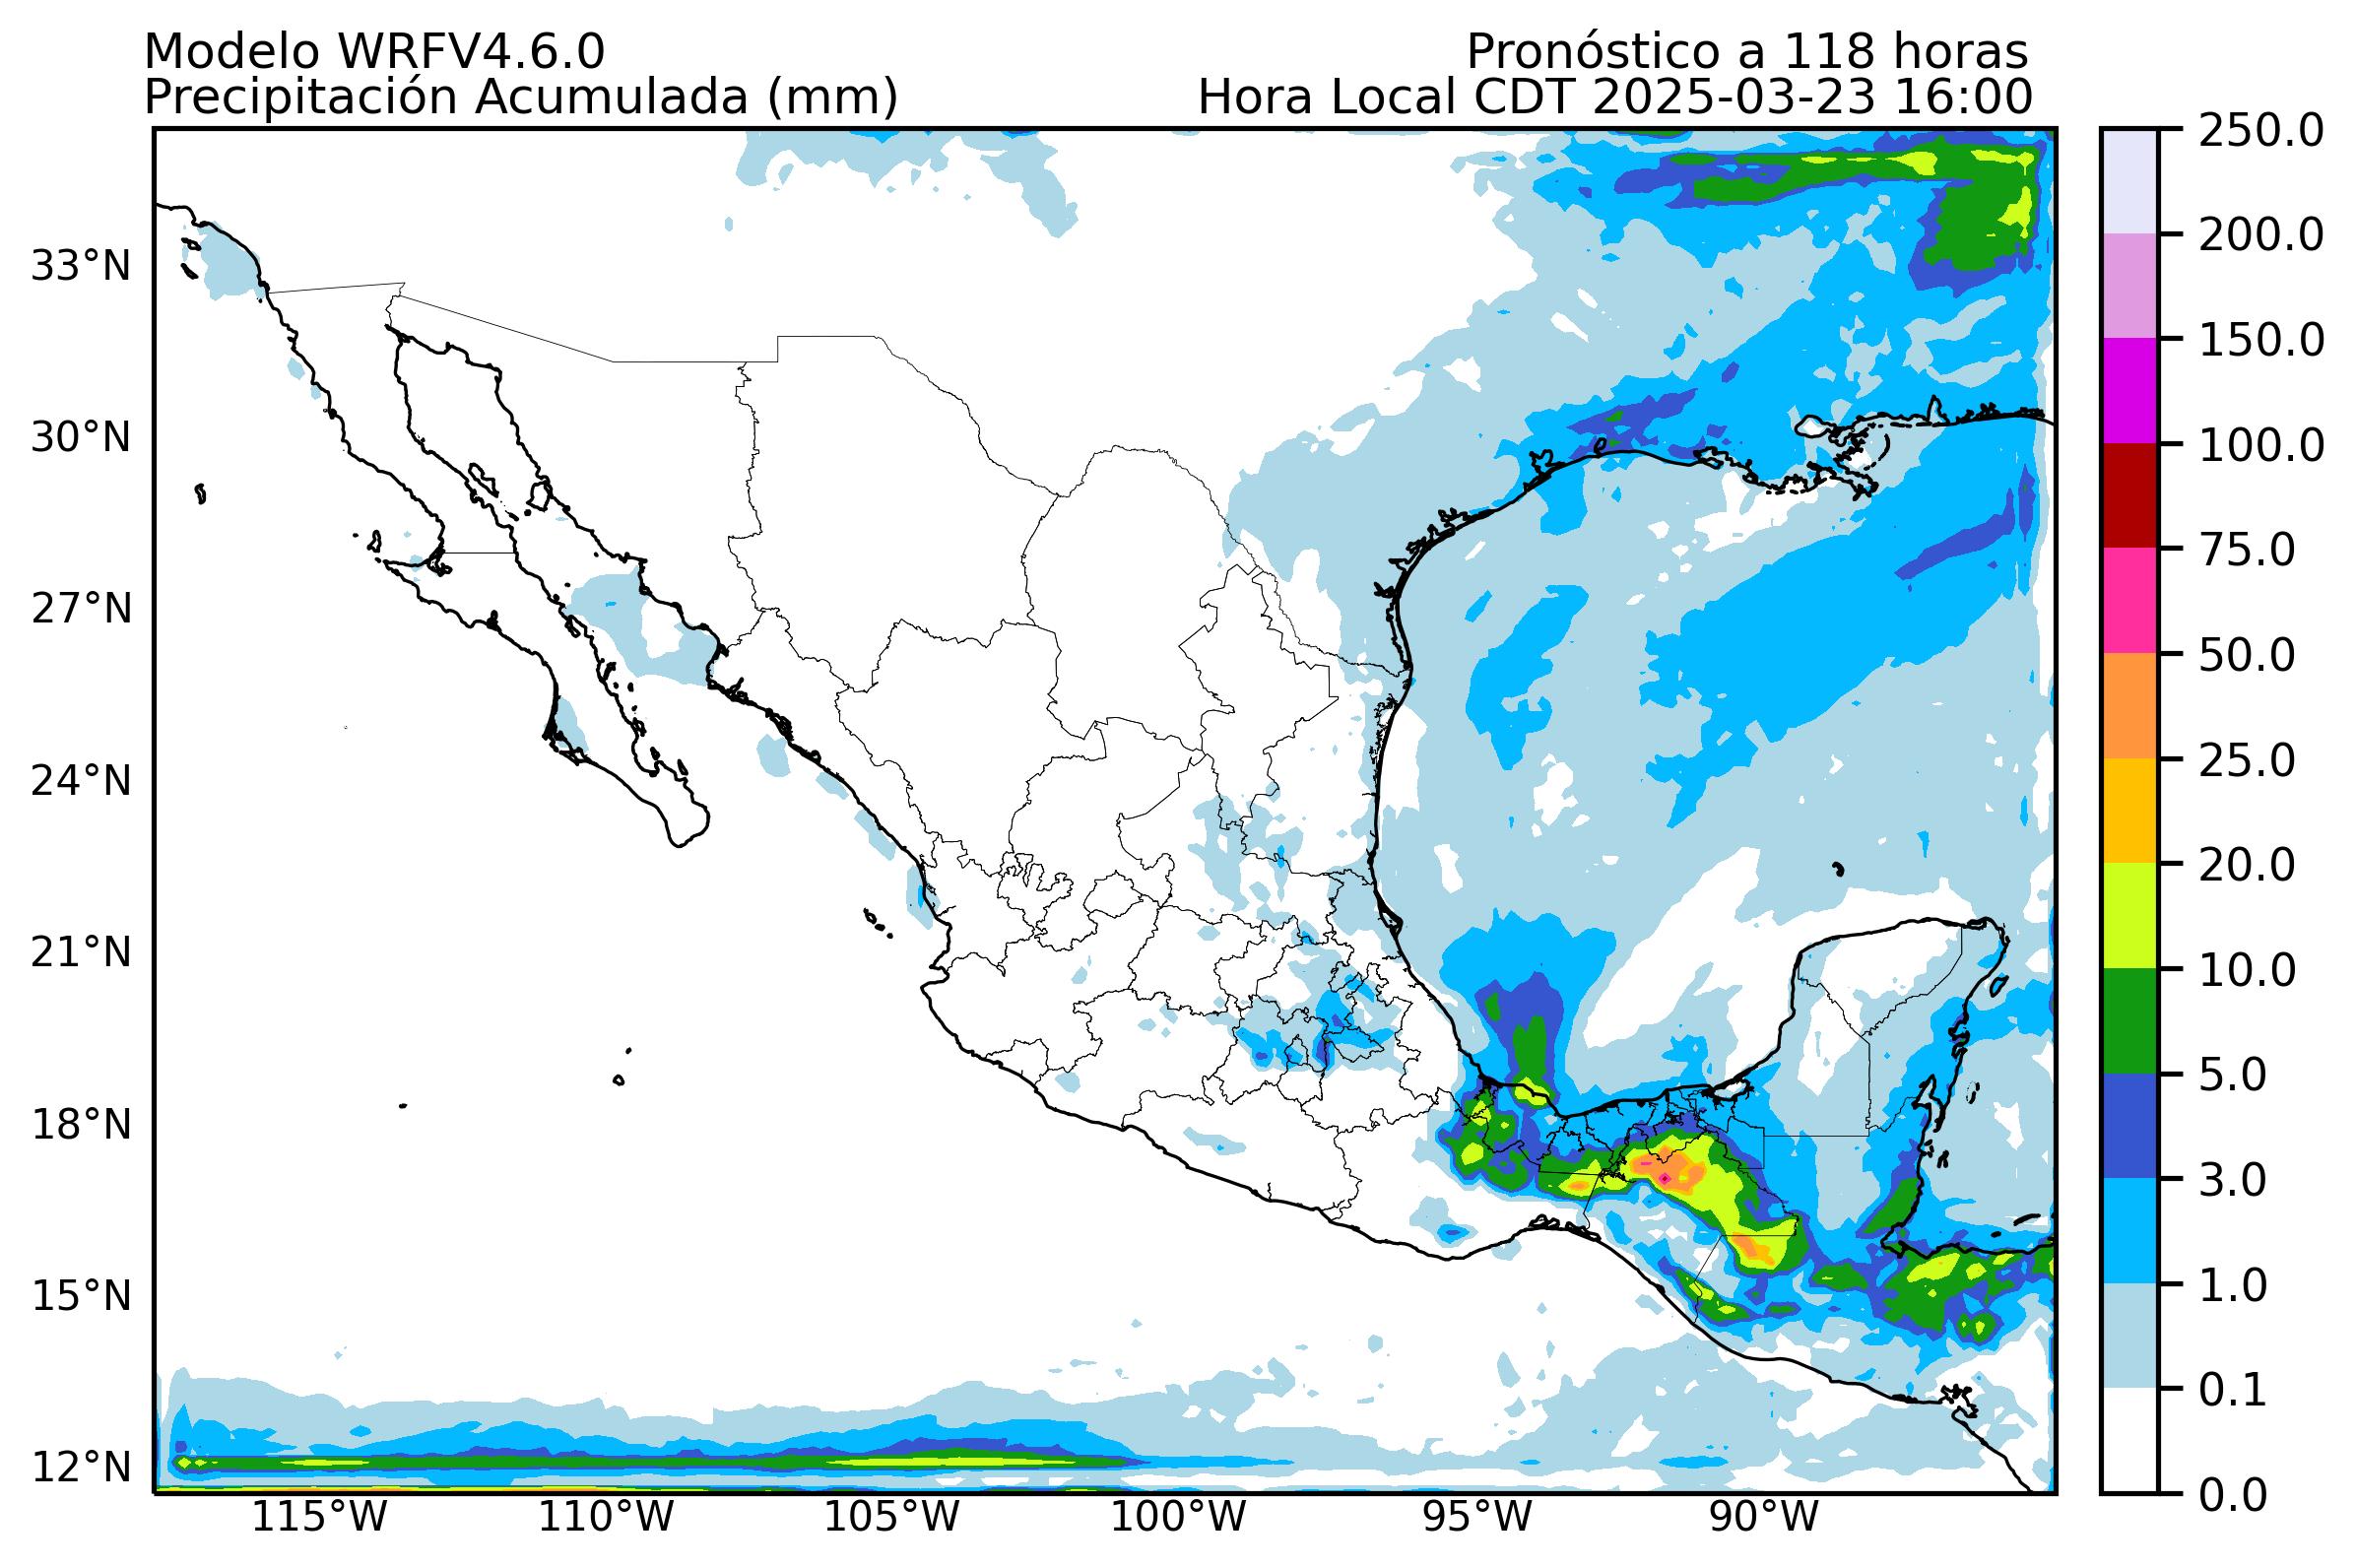 Modelo WRFV4.6.0
Pronóstico a 118 horas
Precipitación Acumulada (mm)
Hora Local CDT 2025-03-23 16:00
33°N
30°N
27°N
24°N
21°N
18°N
15°N
12°N
115°W
110°W
105°W
100°W
95°W
90°W
250.0
200.0
150.0
100.0
75.0
50.0
25.0
20.0
10.0
5.0
3.0
1.0
0.1
0.0